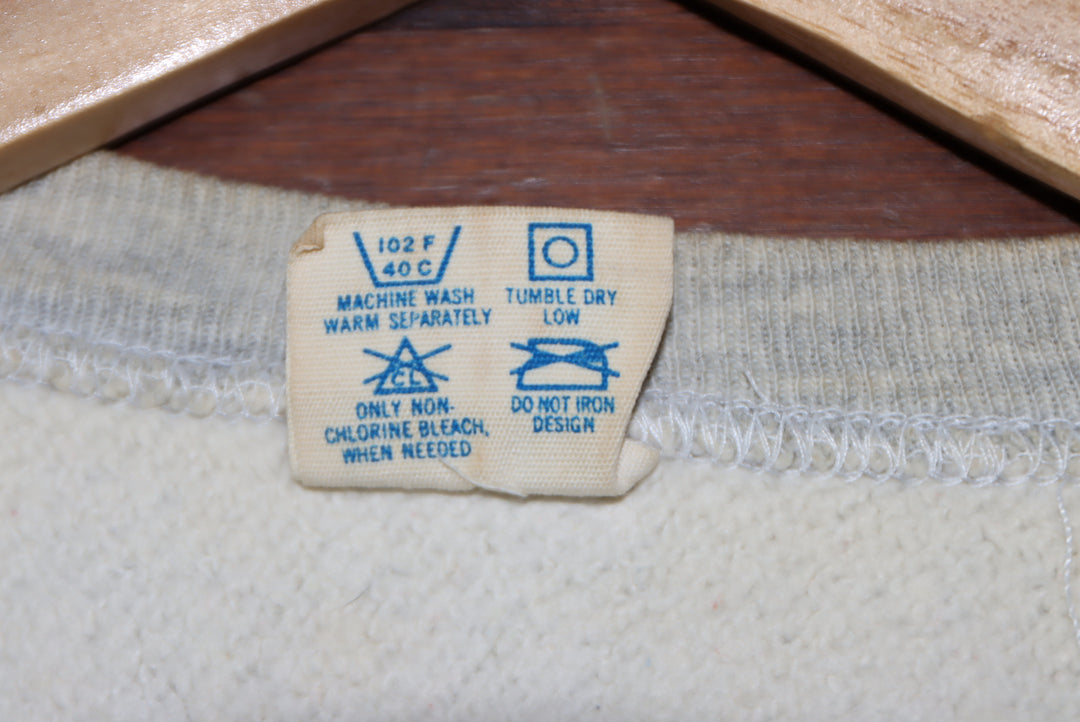 102 F
40 C
MACHINE WASH
WARM SEPARATELY
TUMBLE DRY
LOW
CL
ONLY NON-
CHLORINE BLEACH,
WHEN NEEDED
DO NOT IRON
DESIGN